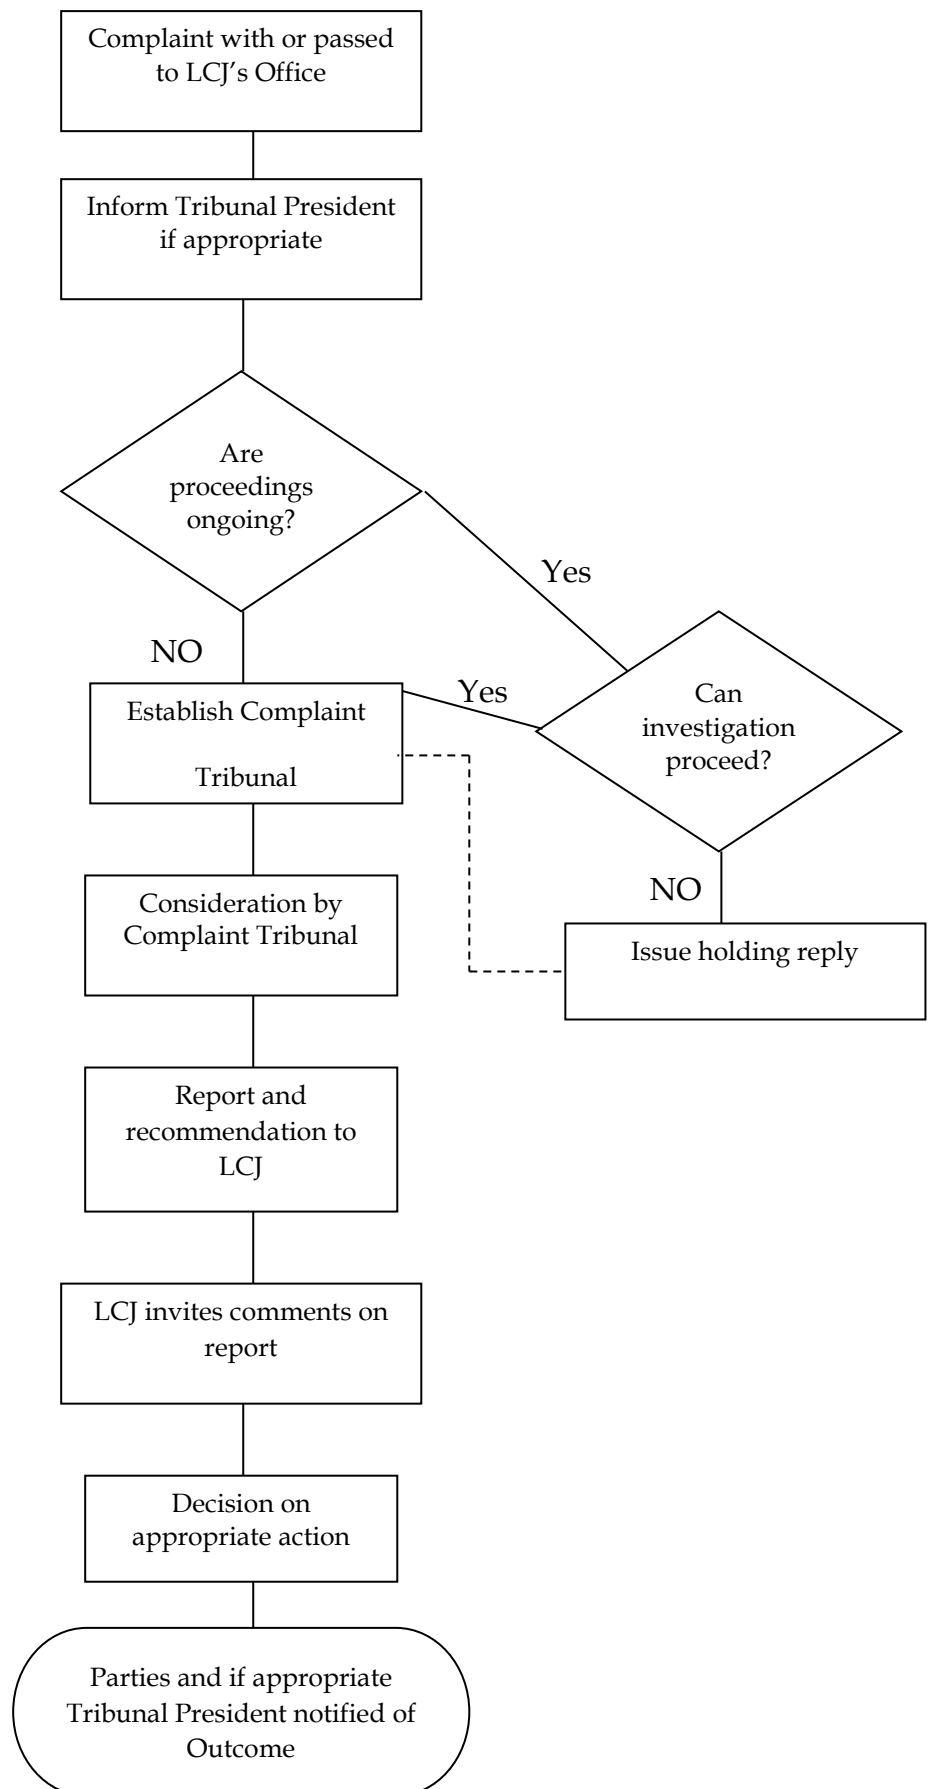 Complaint with or passed
to LCJ’s Office
Inform Tribunal President
if appropriate
Are
proceedings
ongoing?
Yes
NO
Yes
Establish Complaint
Tribunal
Can
investigation
proceed?
NO
Consideration by
Complaint Tribunal
Issue holding reply
Report and
recommendation to
LCJ
LCJ invites comments on
report
Decision on
appropriate action
Parties and if appropriate
Tribunal President notified of
Outcome